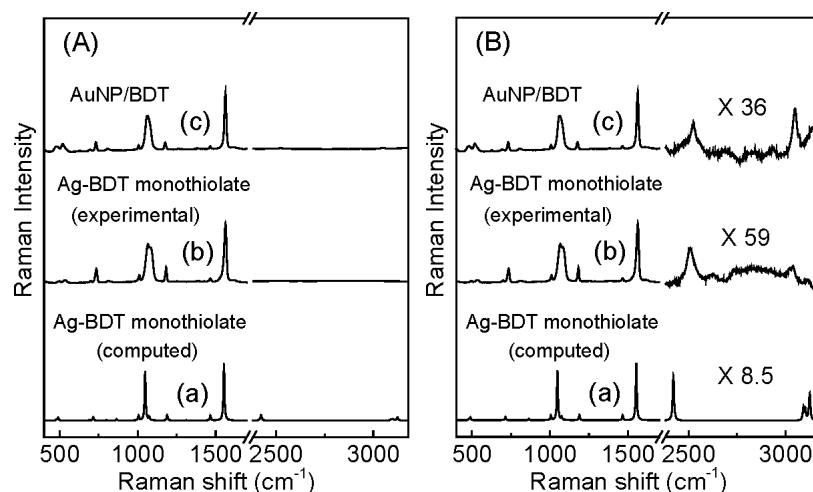 (A)
AuNP/BDT
(c)
Ag-BDT monothiolate
(experimental)
(b)
Ag-BDT monothiolate
(computed)
(a)
Raman Intensity
500 1000 1500 2500 3000
Raman shift (cm-1)
(B)
AuNP/BDT
X 36
(c)
Ag-BDT monothiolate
(experimental)
X 59
(b)
Ag-BDT monothiolate
(computed)
X 8.5
(a)
Raman Intensity
500 1000 1500 2500 3000
Raman shift (cm-1)